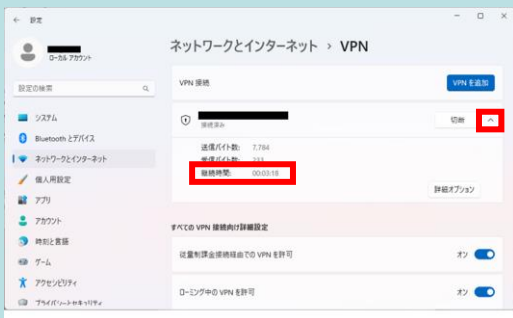 設定
ローカル アカウント
設定の検索
システム
Bluetooth とデバイス
ネットワークとインターネット
個人用設定
アプリ
アカウント
時刻と言語
ゲーム
アクセシビリティ
プライバシーとセキュリティ
ネットワークとインターネット › VPN
VPN 接続
VPN を追加
接続済み
切断
送信バイト数: 7,784
受信バイト数: 233
継続時間: 00:03:18
詳細オプション
すべての VPN 接続向け詳細設定
従量制課金接続経由での VPN を許可
オン
ローミング中の VPN を許可
オン